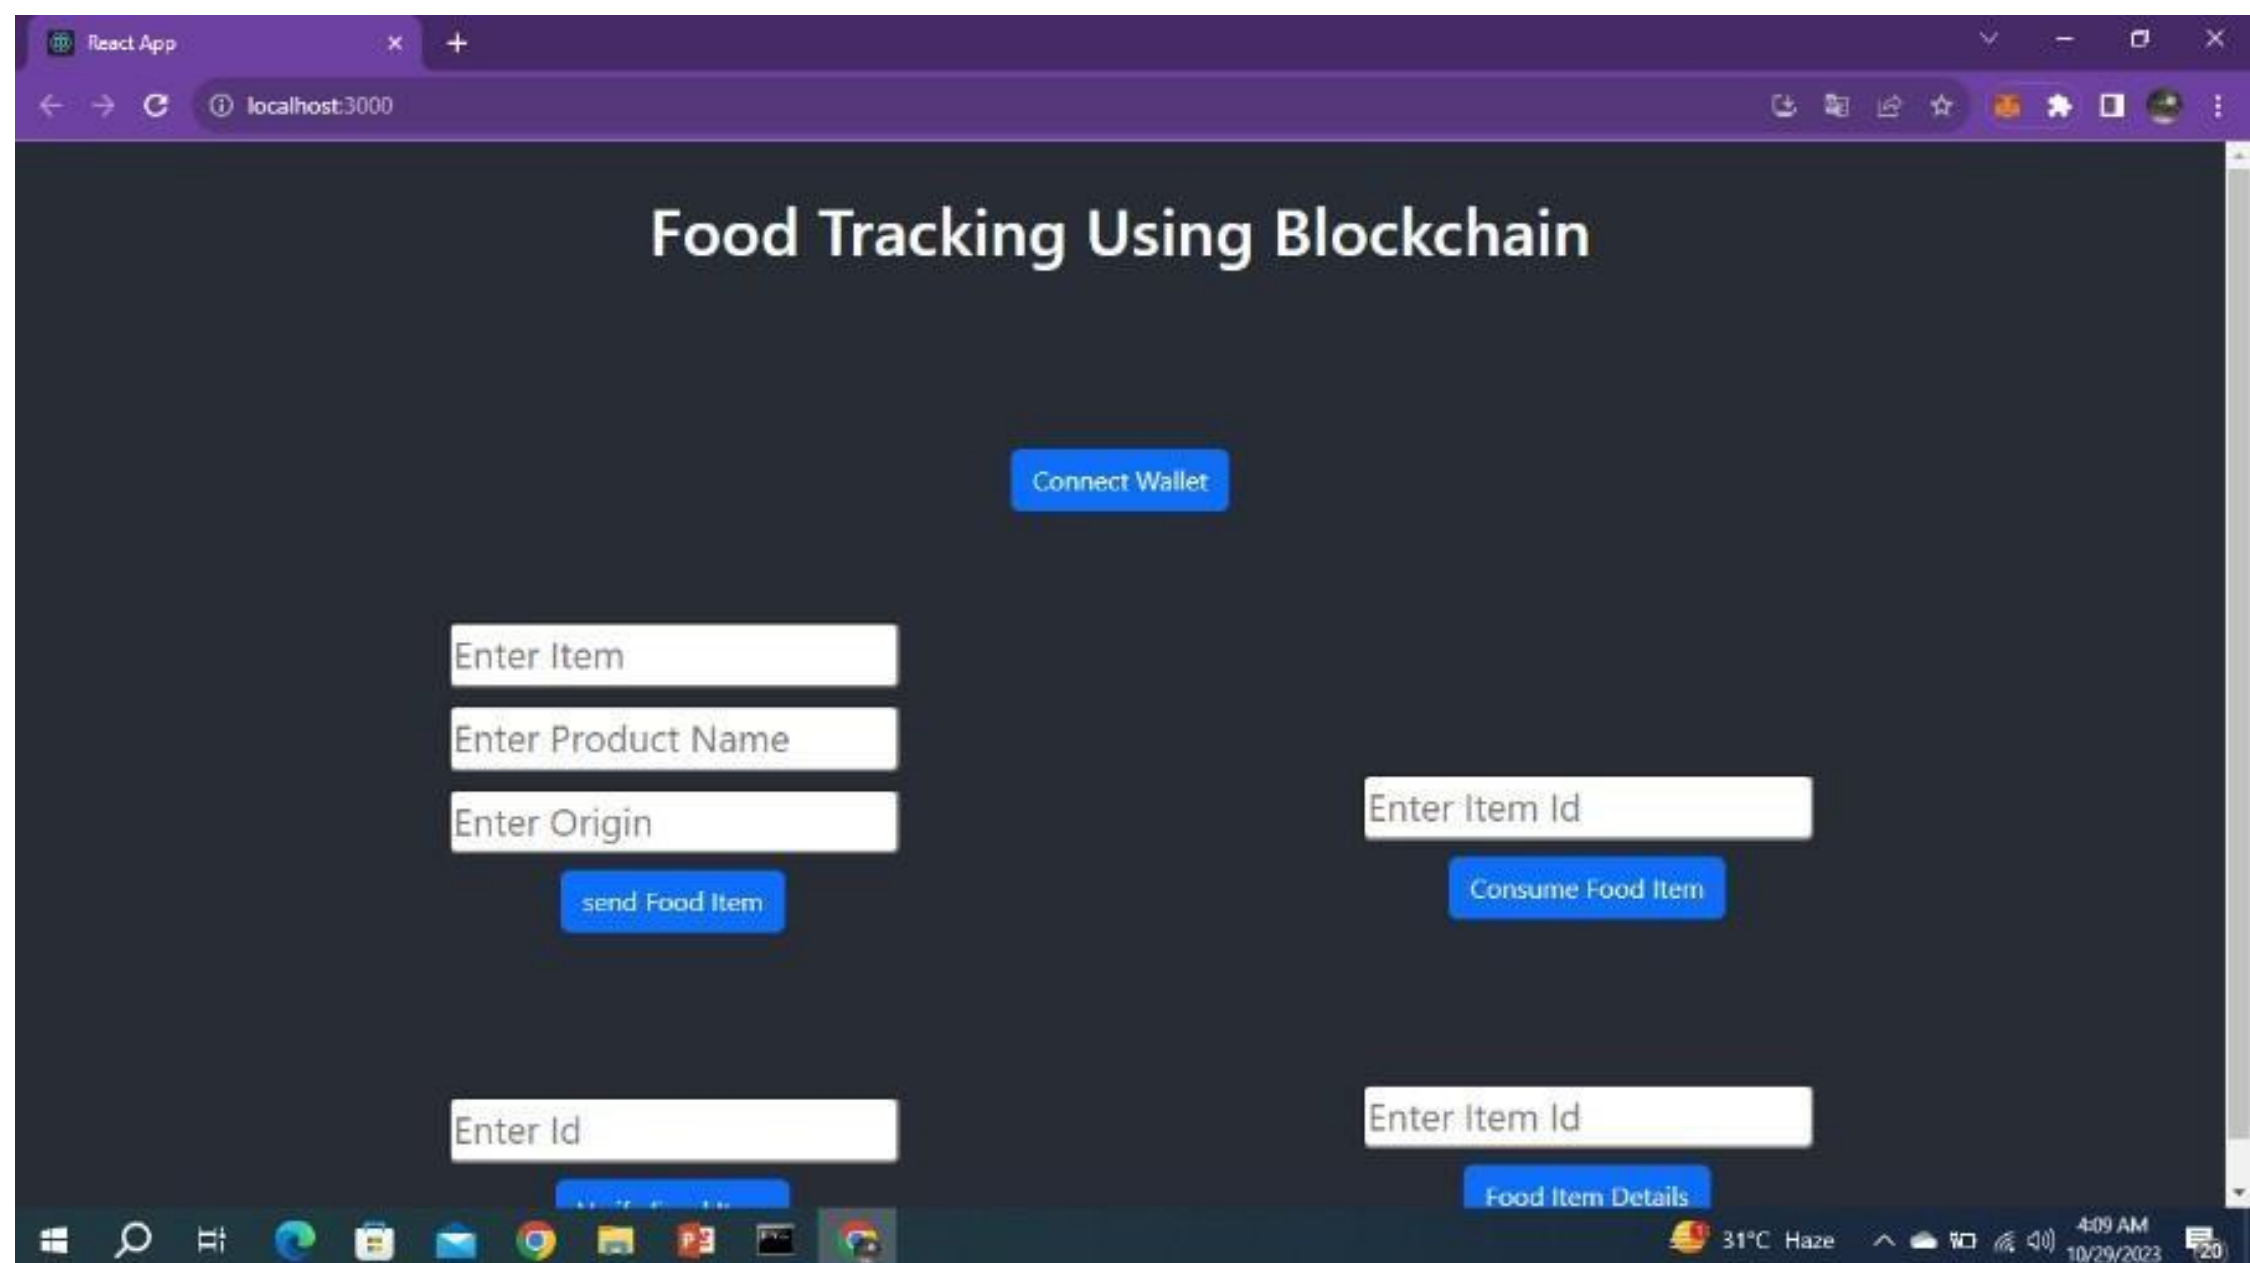 React App
localhost:3000
Food Tracking Using Blockchain
Connect Wallet
Enter Item
Enter Product Name
Enter Origin
send Food Item
Enter Item Id
Consume Food Item
Enter Id
Enter Item Id
Food Item Details
31°C Haze
4:09 AM
10/29/2023
20